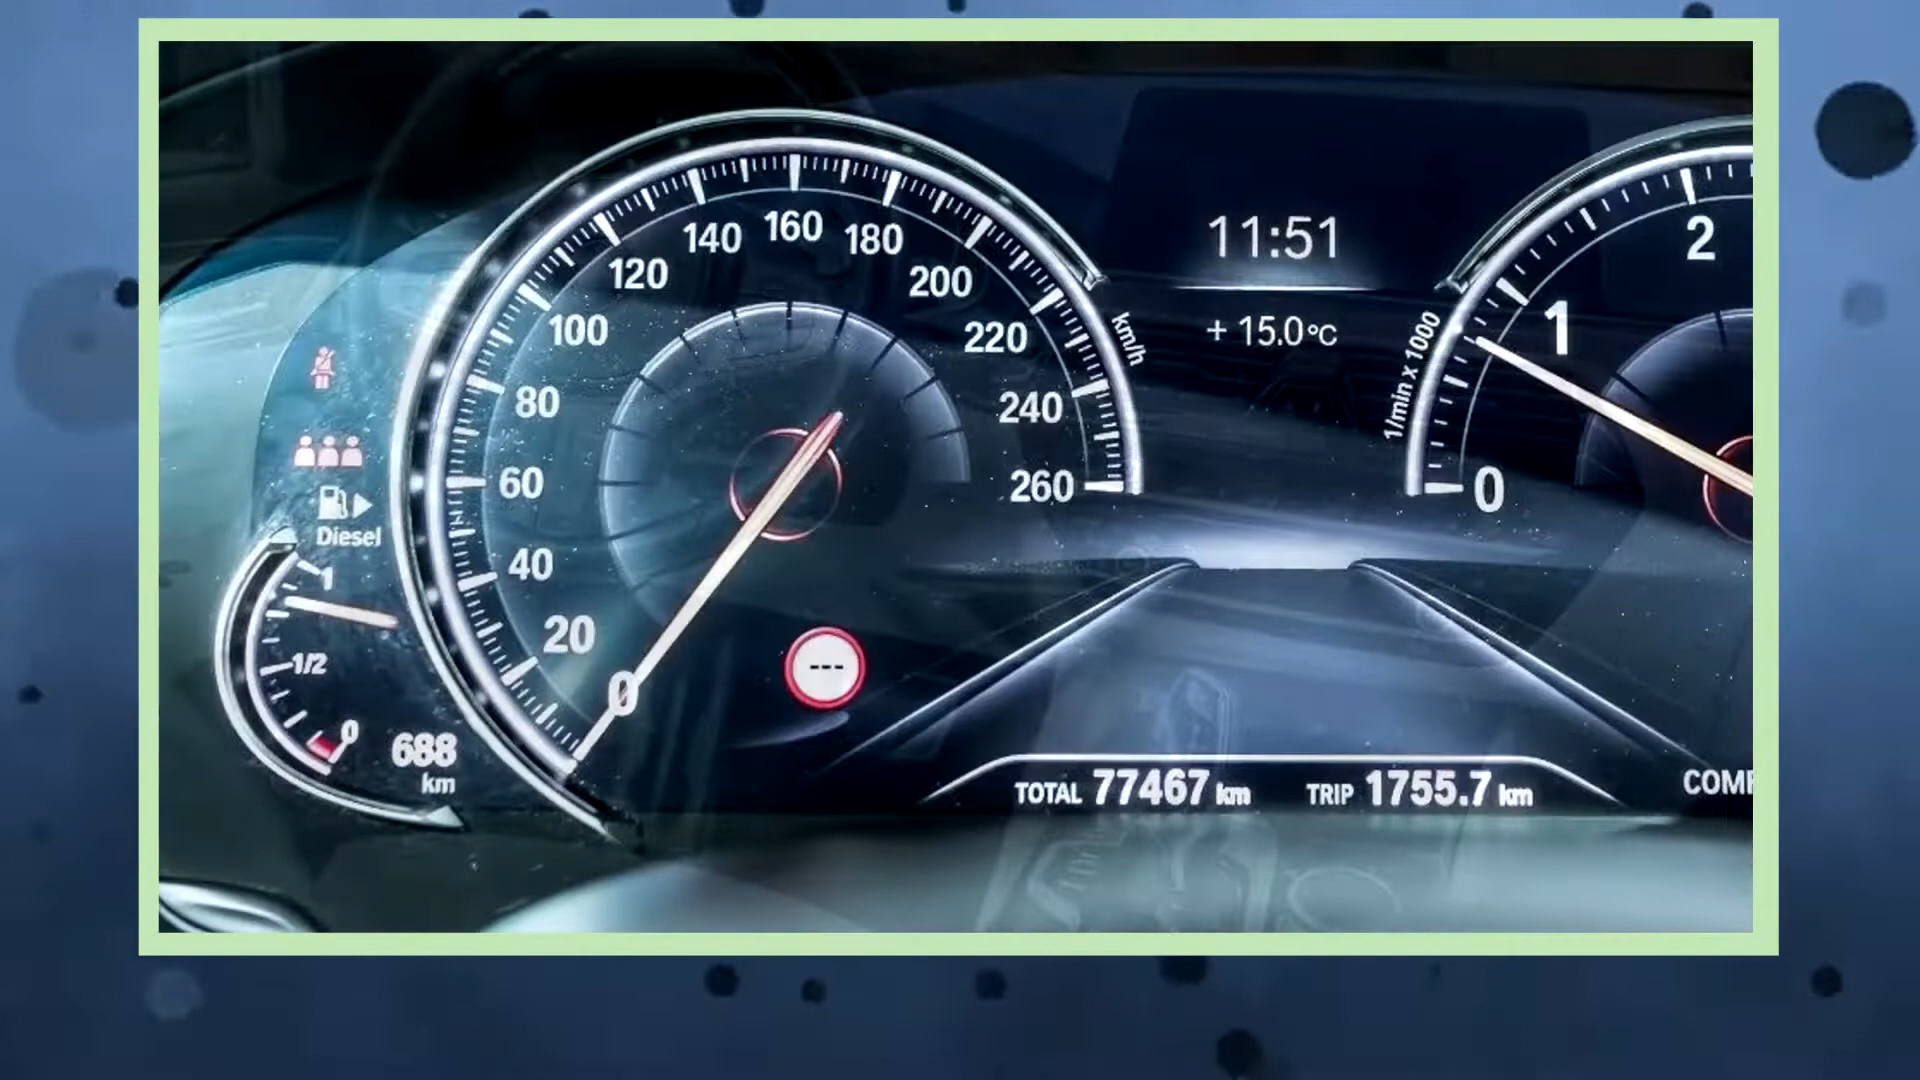 11:51
+ 15.0°C
0 20 40 60 80 100 120 140 160 180 200 220 240 260
km/h
1/min x 1000
0 1 2
Diesel
1
1/2
0
688
km
---
TOTAL 77467 km TRIP 1755.7 km
COMF